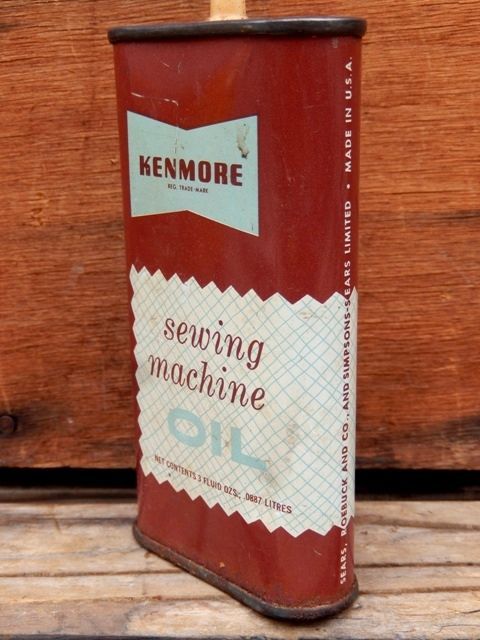 KENMORE
REG. TRADE-MARK
sewing
machine
OIL
NET CONTENTS 3 FLUID OZS., .0887 LITRES
SEARS, ROEBUCK AND CO., AND SIMPSONS-SEARS LIMITED • MADE IN U.S.A.